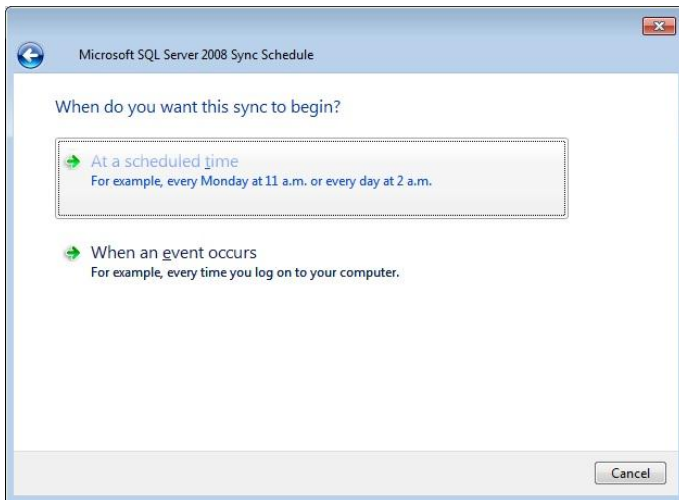 Microsoft SQL Server 2008 Sync Schedule
When do you want this sync to begin?
At a scheduled time
For example, every Monday at 11 a.m. or every day at 2 a.m.
When an event occurs
For example, every time you log on to your computer.
Cancel